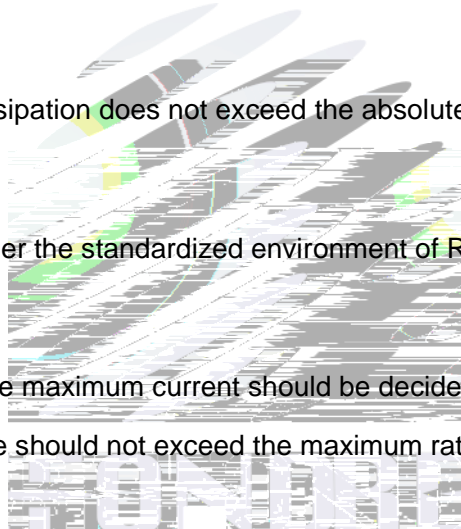 sipation does not exceed the absolute
er the standardized environment of R
e maximum current should be decide
e should not exceed the maximum rat